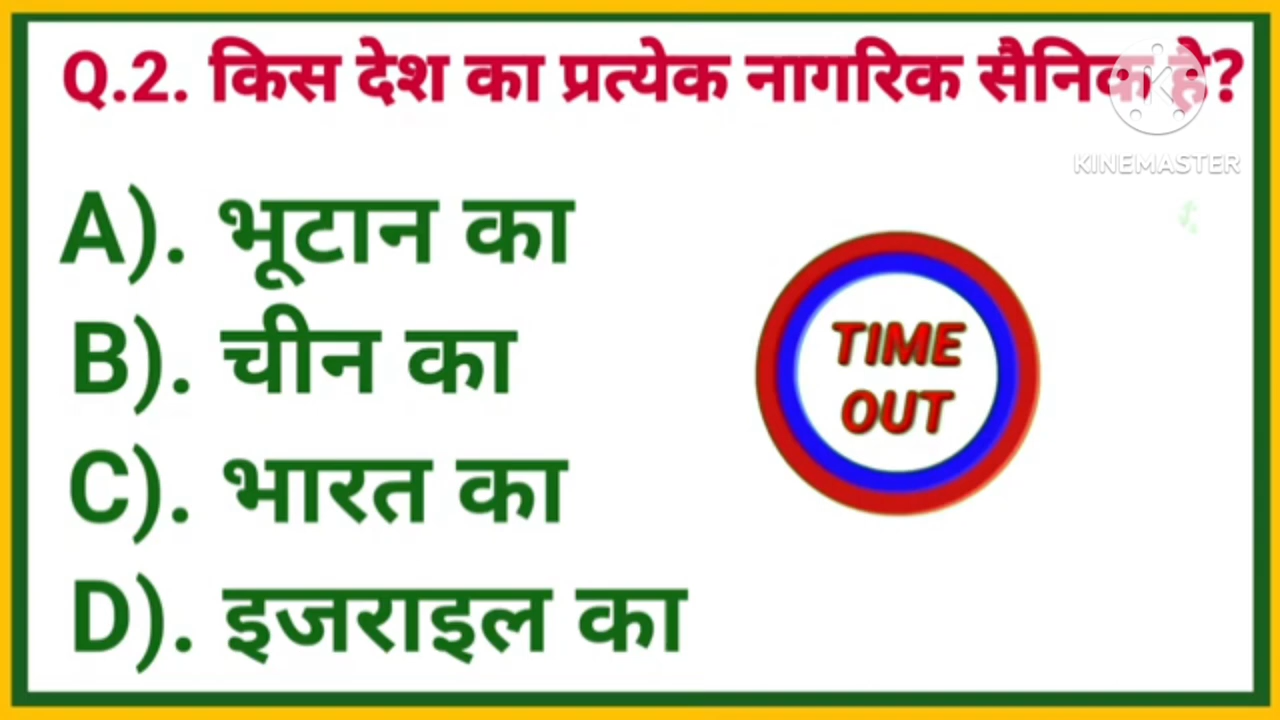 Q.2. किस देश का प्रत्येक नागरिक सैनिक है?
KINEMASTER
A). भूटान का
B). चीन का
TIME
OUT
C). भारत का
D). इजराइल का